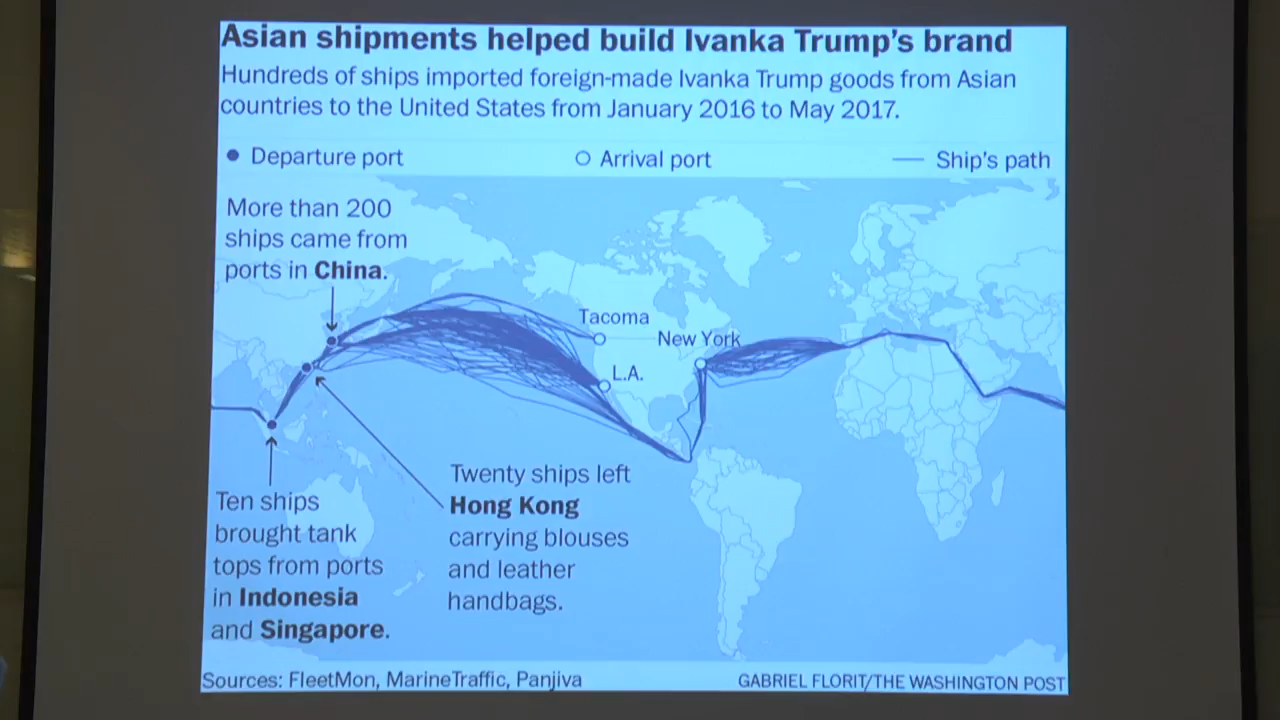 Asian shipments helped build Ivanka Trump's brand
Hundreds of ships imported foreign-made Ivanka Trump goods from Asian
countries to the United States from January 2016 to May 2017.
Departure port
Arrival port
Ship's path
More than 200
ships came from
ports in China.
Tacoma
New York
L.A.
Twenty ships left
Hong Kong
carrying blouses
and leather
handbags.
Ten ships
brought tank
tops from ports
in Indonesia
and Singapore.
Sources: FleetMon, MarineTraffic, Panjiva
GABRIEL FLORIT/THE WASHINGTON POST